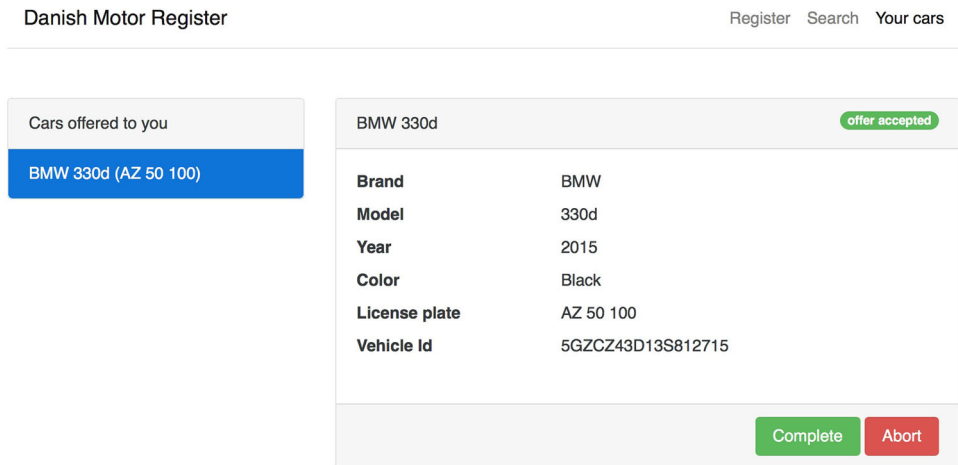 Danish Motor Register
Register Search Your cars
Cars offered to you
BMW 330d (AZ 50 100)
BMW 330d
offer accepted
Brand BMW
Model 330d
Year 2015
Color Black
License plate AZ 50 100
Vehicle Id 5GZCZ43D13S812715
Complete Abort